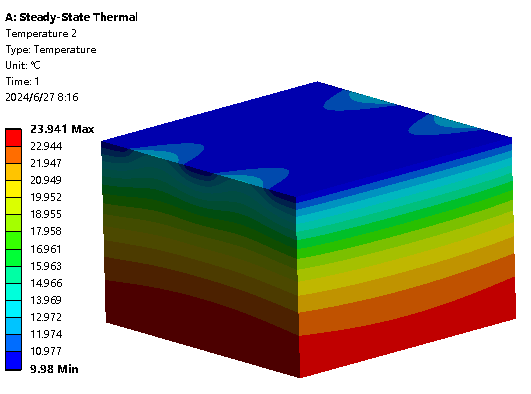 A: Steady-State Thermal
Temperature 2
Type: Temperature
Unit: °C
Time: 1
2024/6/27 8:16
23.941 Max
22.944
21.947
20.949
19.952
18.955
17.958
16.961
15.963
14.966
13.969
12.972
11.974
10.977
9.98 Min